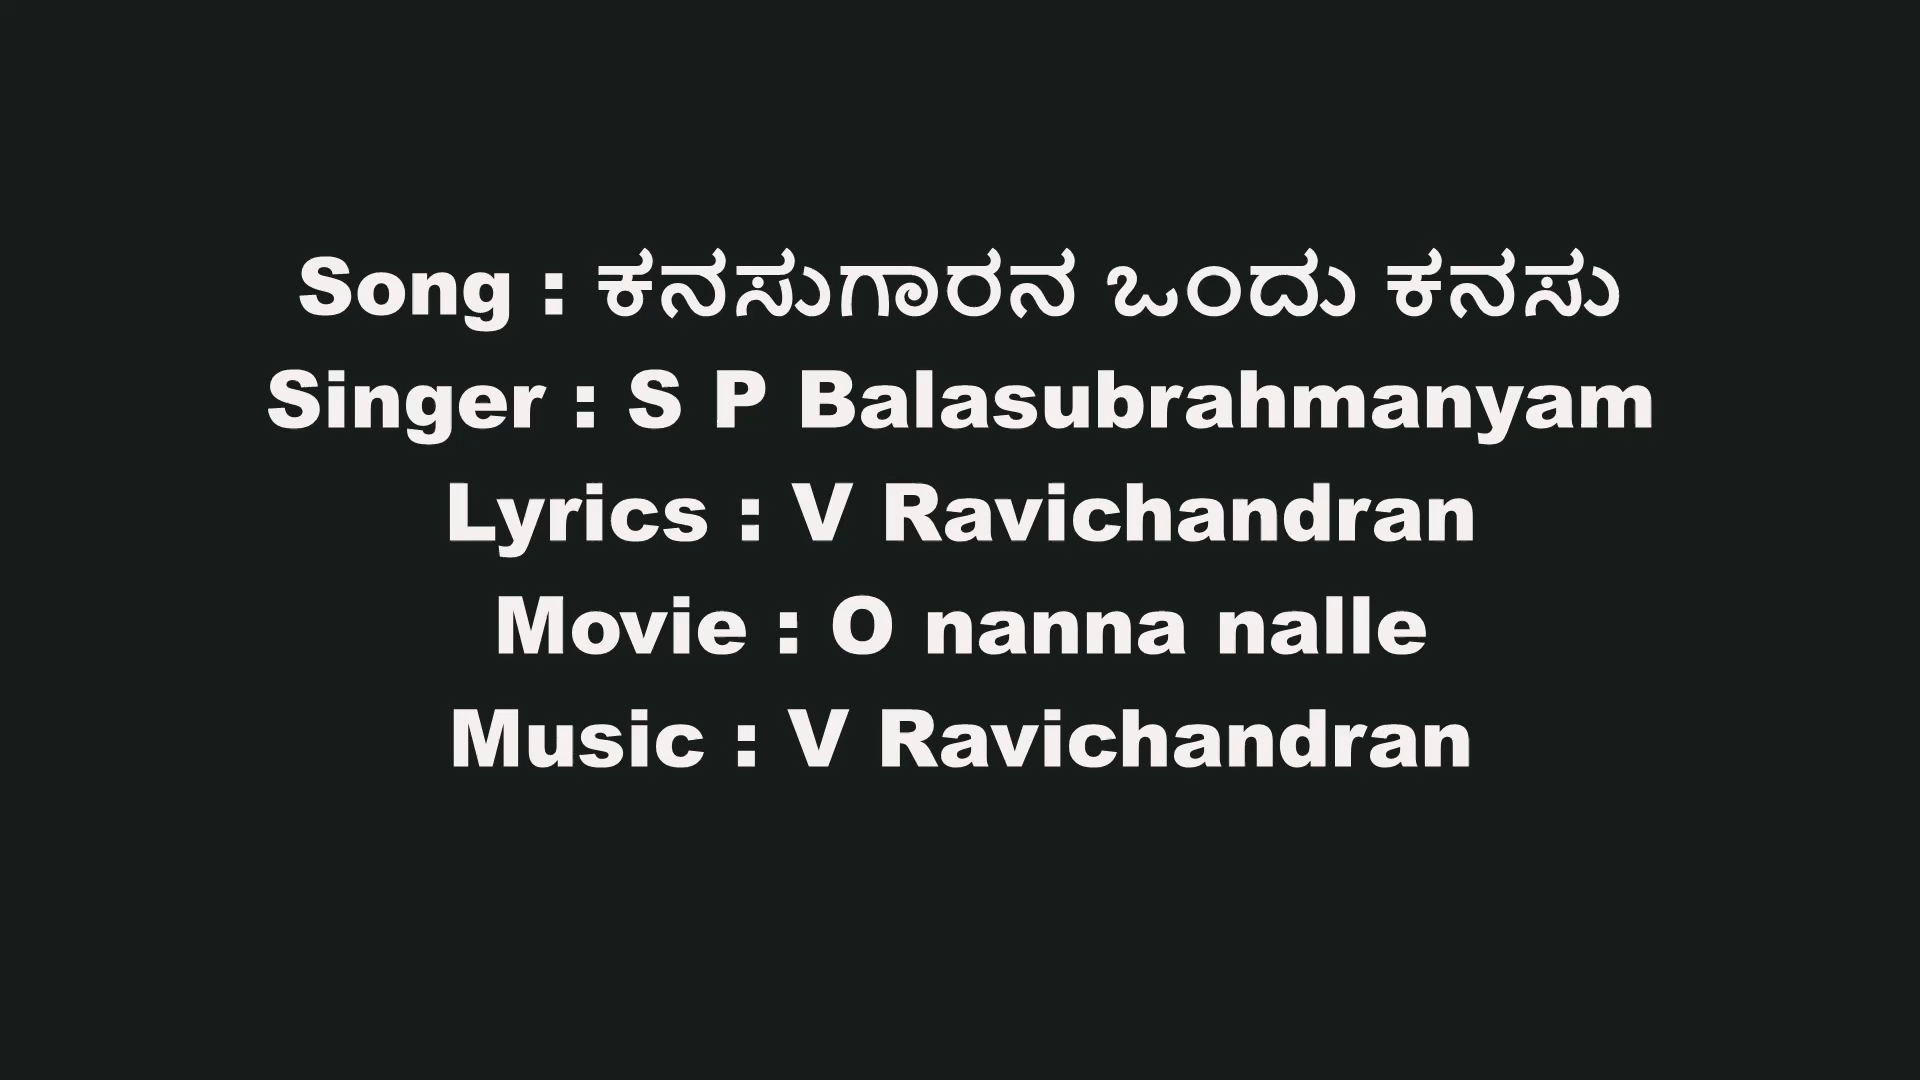 Song : ಕನಸುಗಾರನ ಒಂದು ಕನಸು
Singer : S P Balasubrahmanyam
Lyrics : V Ravichandran
Movie : O nanna nalle
Music : V Ravichandran